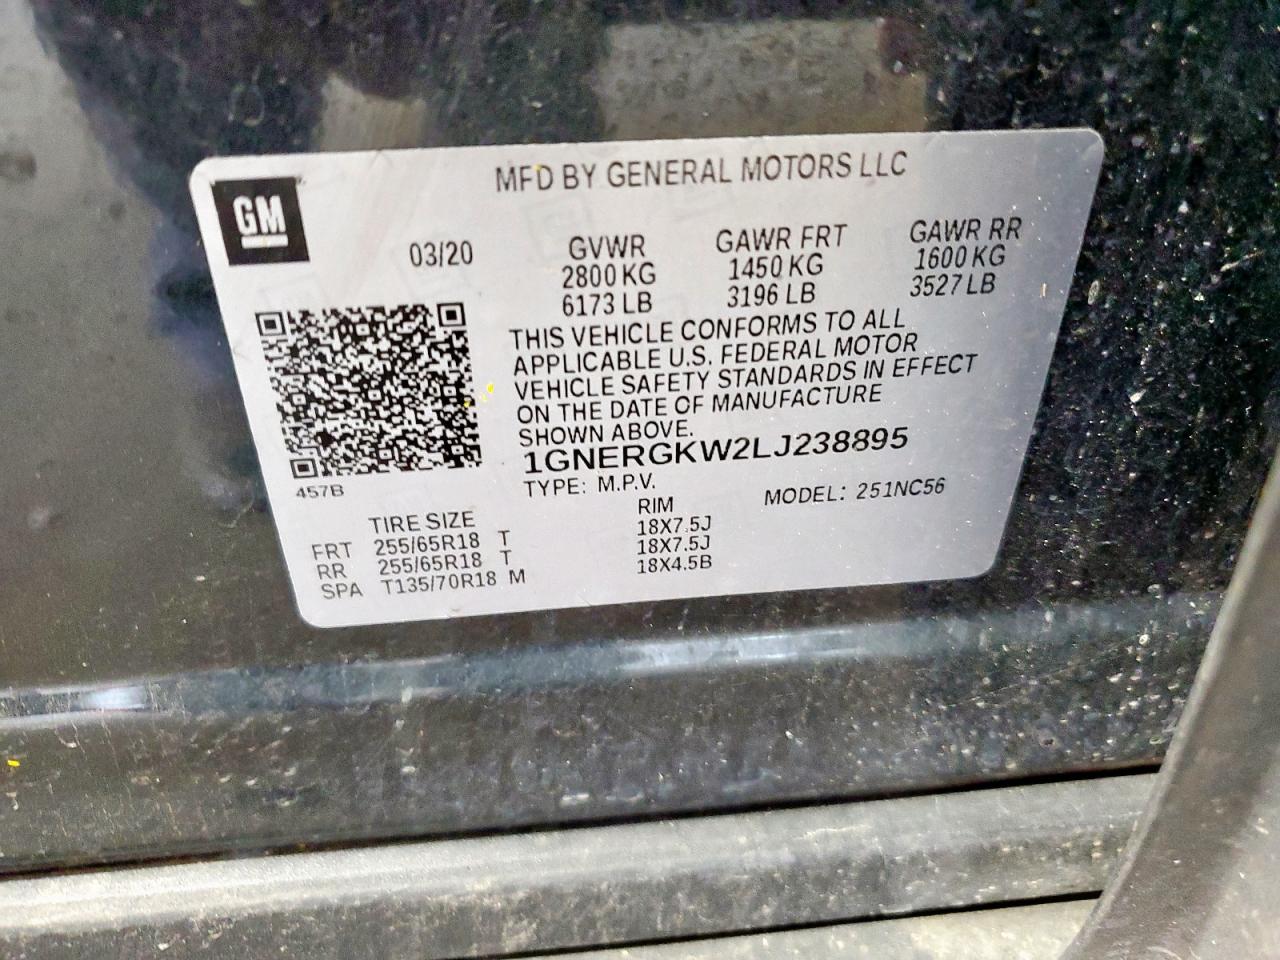 GM
MFD BY GENERAL MOTORS LLC
03/20 GVWR GAWR FRT GAWR RR
2800 KG 1450 KG 1600 KG
6173 LB 3196 LB 3527 LB
THIS VEHICLE CONFORMS TO ALL
APPLICABLE U.S. FEDERAL MOTOR
VEHICLE SAFETY STANDARDS IN EFFECT
ON THE DATE OF MANUFACTURE
SHOWN ABOVE.
1GNERGKW2LJ238895
457B
TYPE: M.P.V. MODEL: 251NC56
TIRE SIZE RIM
FRT 255/65R18 T 18X7.5J
RR 255/65R18 T 18X7.5J
SPA T135/70R18 M 18X4.5B